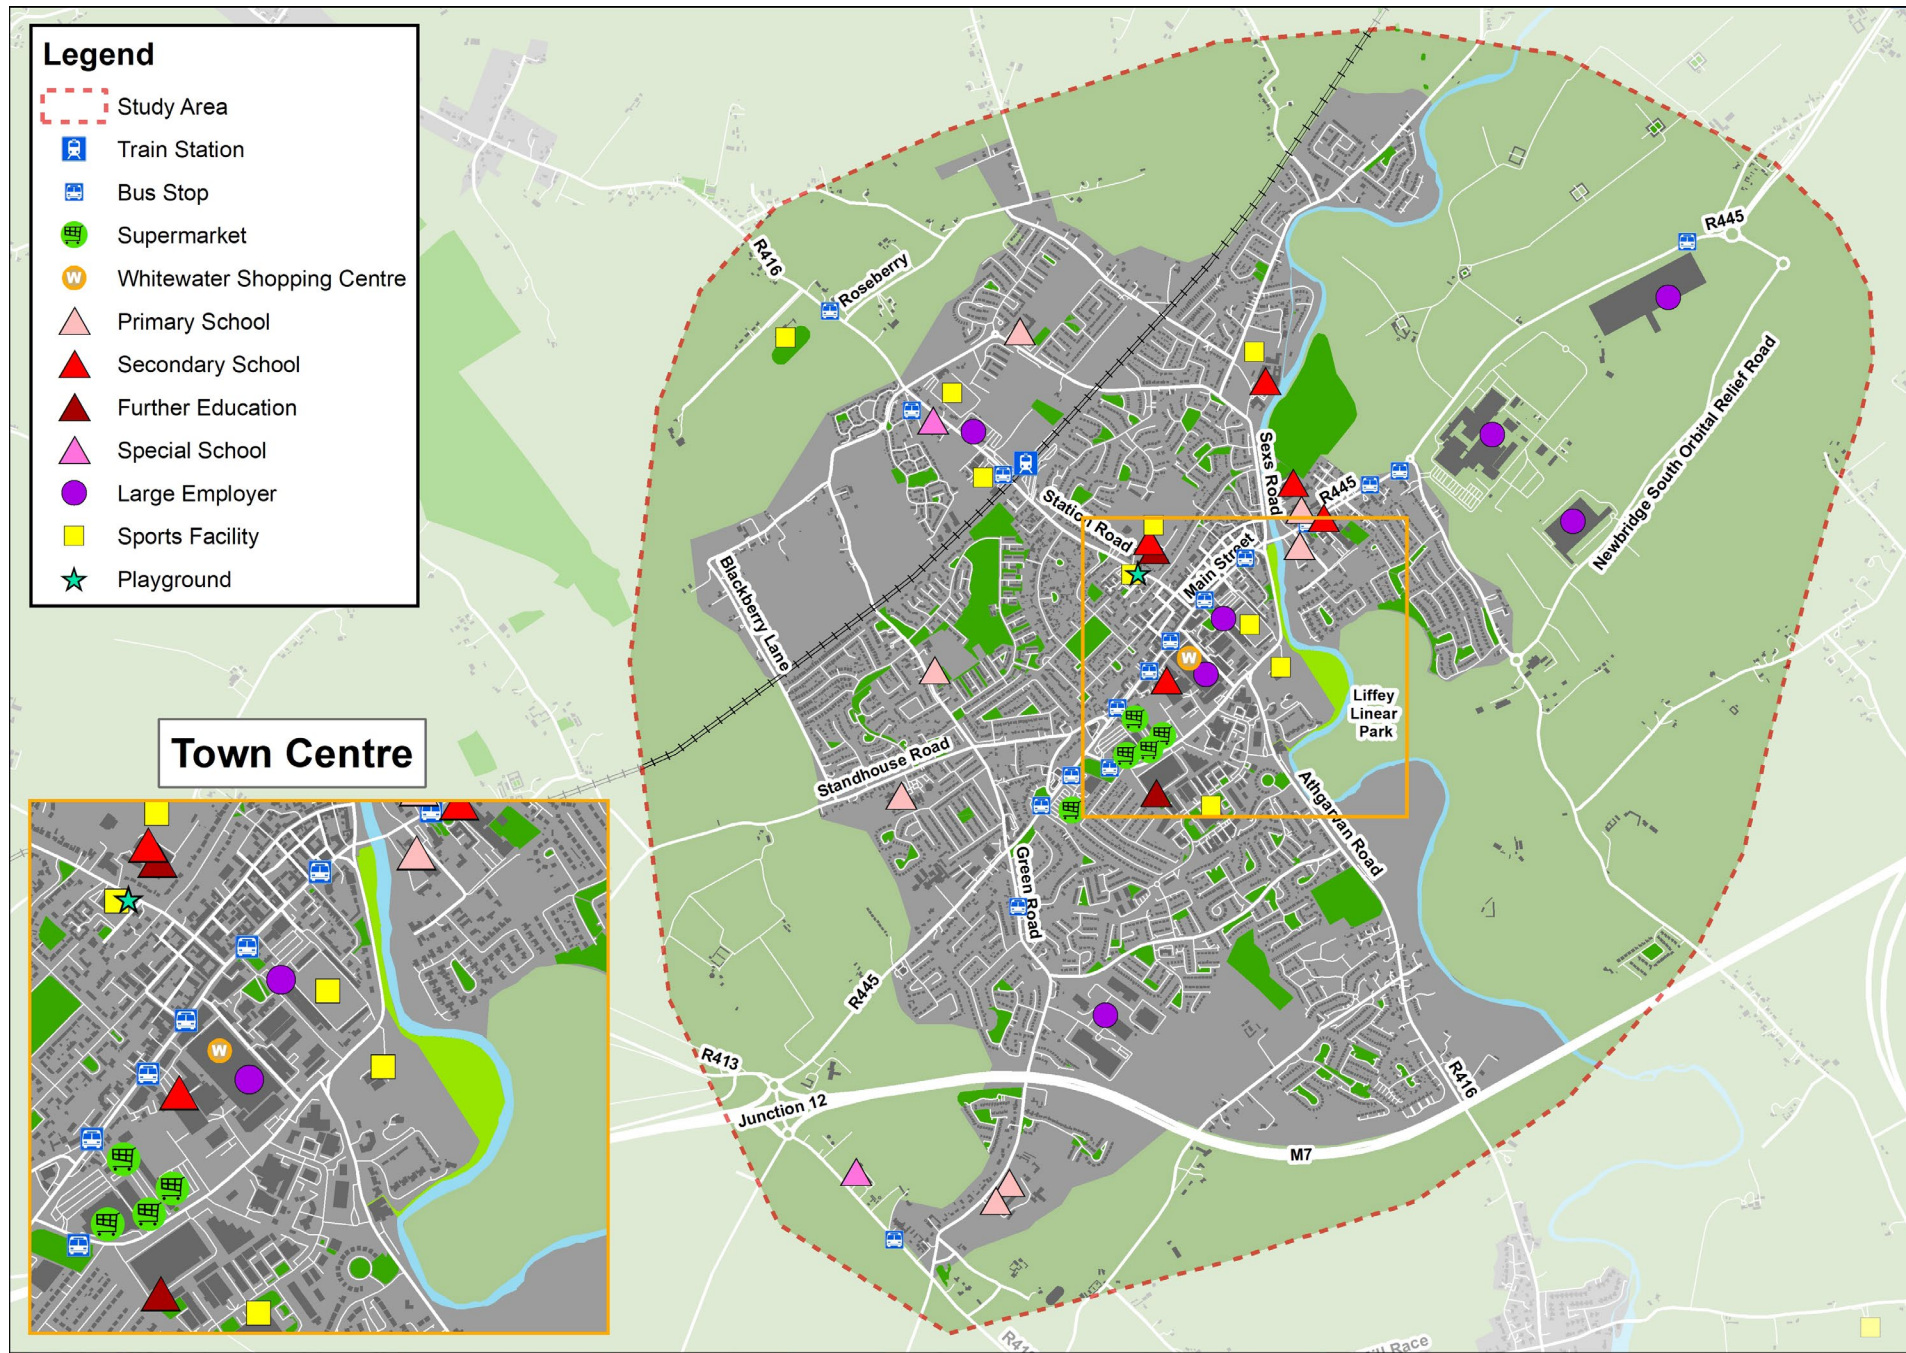 Legend
Study Area
Train Station
Bus Stop
Supermarket
W
Whitewater Shopping Centre
Primary School
Secondary School
Further Education
Special School
Large Employer
Sports Facility
Playground
R445
R416
Roseberry
Newbridge South Orbital Relief Road
Sexs Road
R445
Station Road
Main Street
Blackberry Lane
W
Liffey
Linear
Park
Town Centre
Standhouse Road
Athgarvan Road
Green Road
R445
W
R413
R416
Junction 12
M7